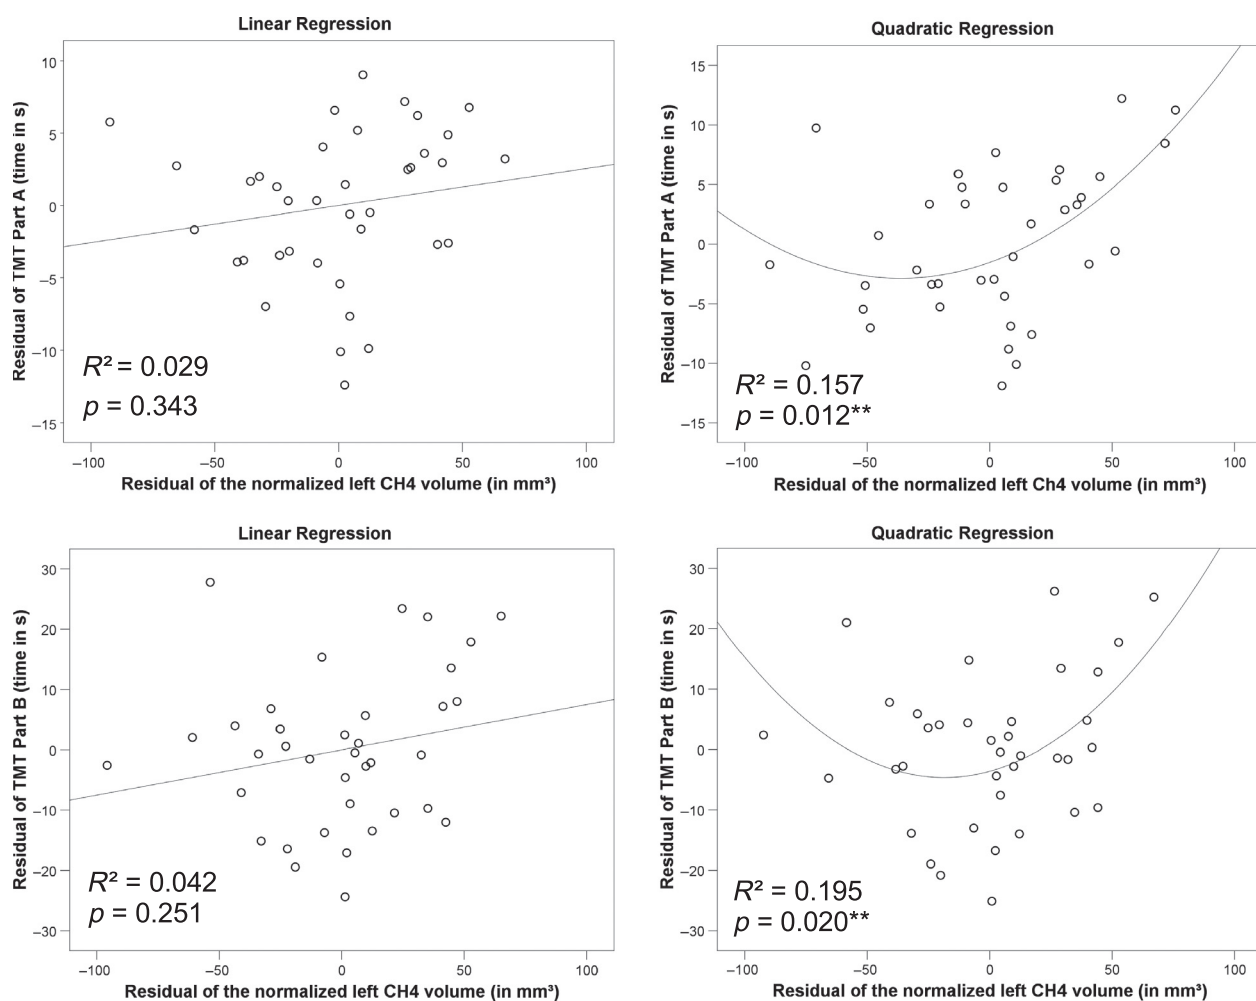 Linear Regression
Residual of TMT Part A (time in s)
10
5
0
−5
−10
−15
R² = 0.029
p = 0.343
−100
−50
0
50
100
Residual of the normalized left CH4 volume (in mm³)
Quadratic Regression
Residual of TMT Part A (time in s)
15
10
5
0
−5
−10
−15
R² = 0.157
p = 0.012**
−100
−50
0
50
100
Residual of the normalized left Ch4 volume (in mm³)
Linear Regression
Residual of TMT Part B (time in s)
30
20
10
0
−10
−20
−30
R² = 0.042
p = 0.251
−100
−50
0
50
100
Residual of the normalized left CH4 volume (in mm³)
Quadratic Regression
Residual of TMT Part B (time in s)
30
20
10
0
−10
−20
−30
R² = 0.195
p = 0.020**
−100
−50
0
50
100
Residual of the normalized left CH4 volume (in mm³)